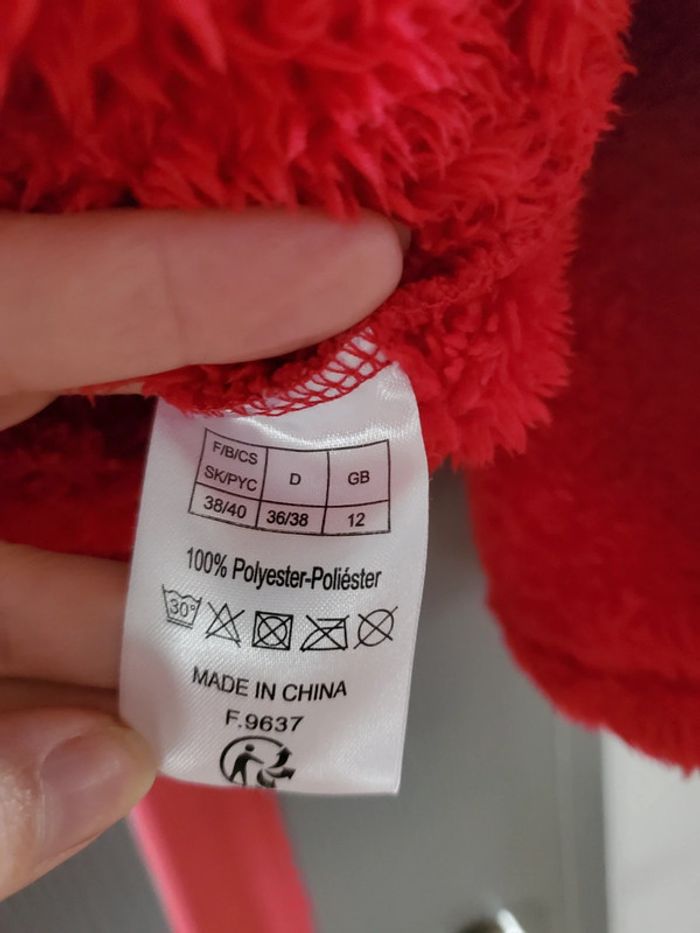 F/B/CS
SK/PYC
D
GB
38/40
36/38
12
100% Polyester-Poliéster
30°
MADE IN CHINA
F.9637